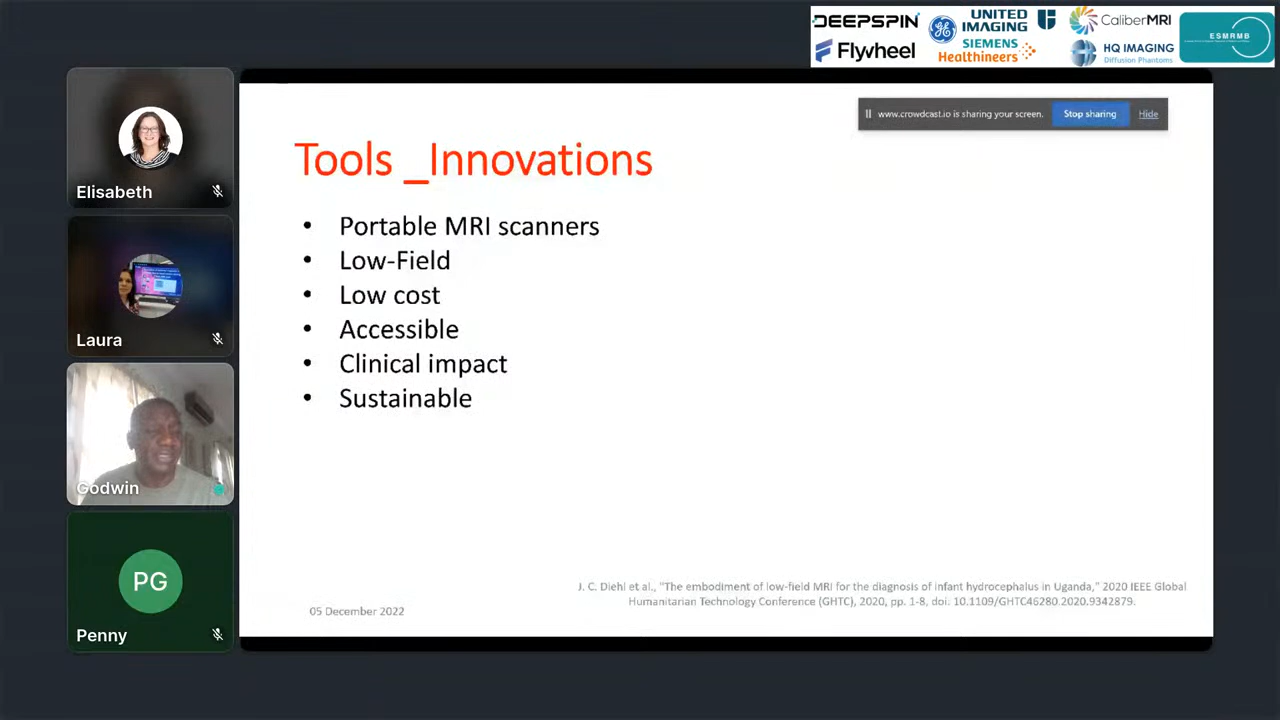 DEEPSPIN
UNITED
IMAGING
CaliberMRI
ESMRMB
Flywheel
SIEMENS
Healthineers
HQ IMAGING
Diffusion Phantoms
www.crowdcast.io is sharing your screen.
Stop sharing
Hide
Elisabeth
Laura
Godwin
PG
Penny
Tools _Innovations
• Portable MRI scanners
• Low-Field
• Low cost
• Accessible
• Clinical impact
• Sustainable
J. C. Diehl et al., "The embodiment of low-field MRI for the diagnosis of infant hydrocephalus in Uganda," 2020 IEEE Global
Humanitarian Technology Conference (GHTC), 2020, pp. 1-8, doi: 10.1109/GHTC46280.2020.9342879.
05 December 2022